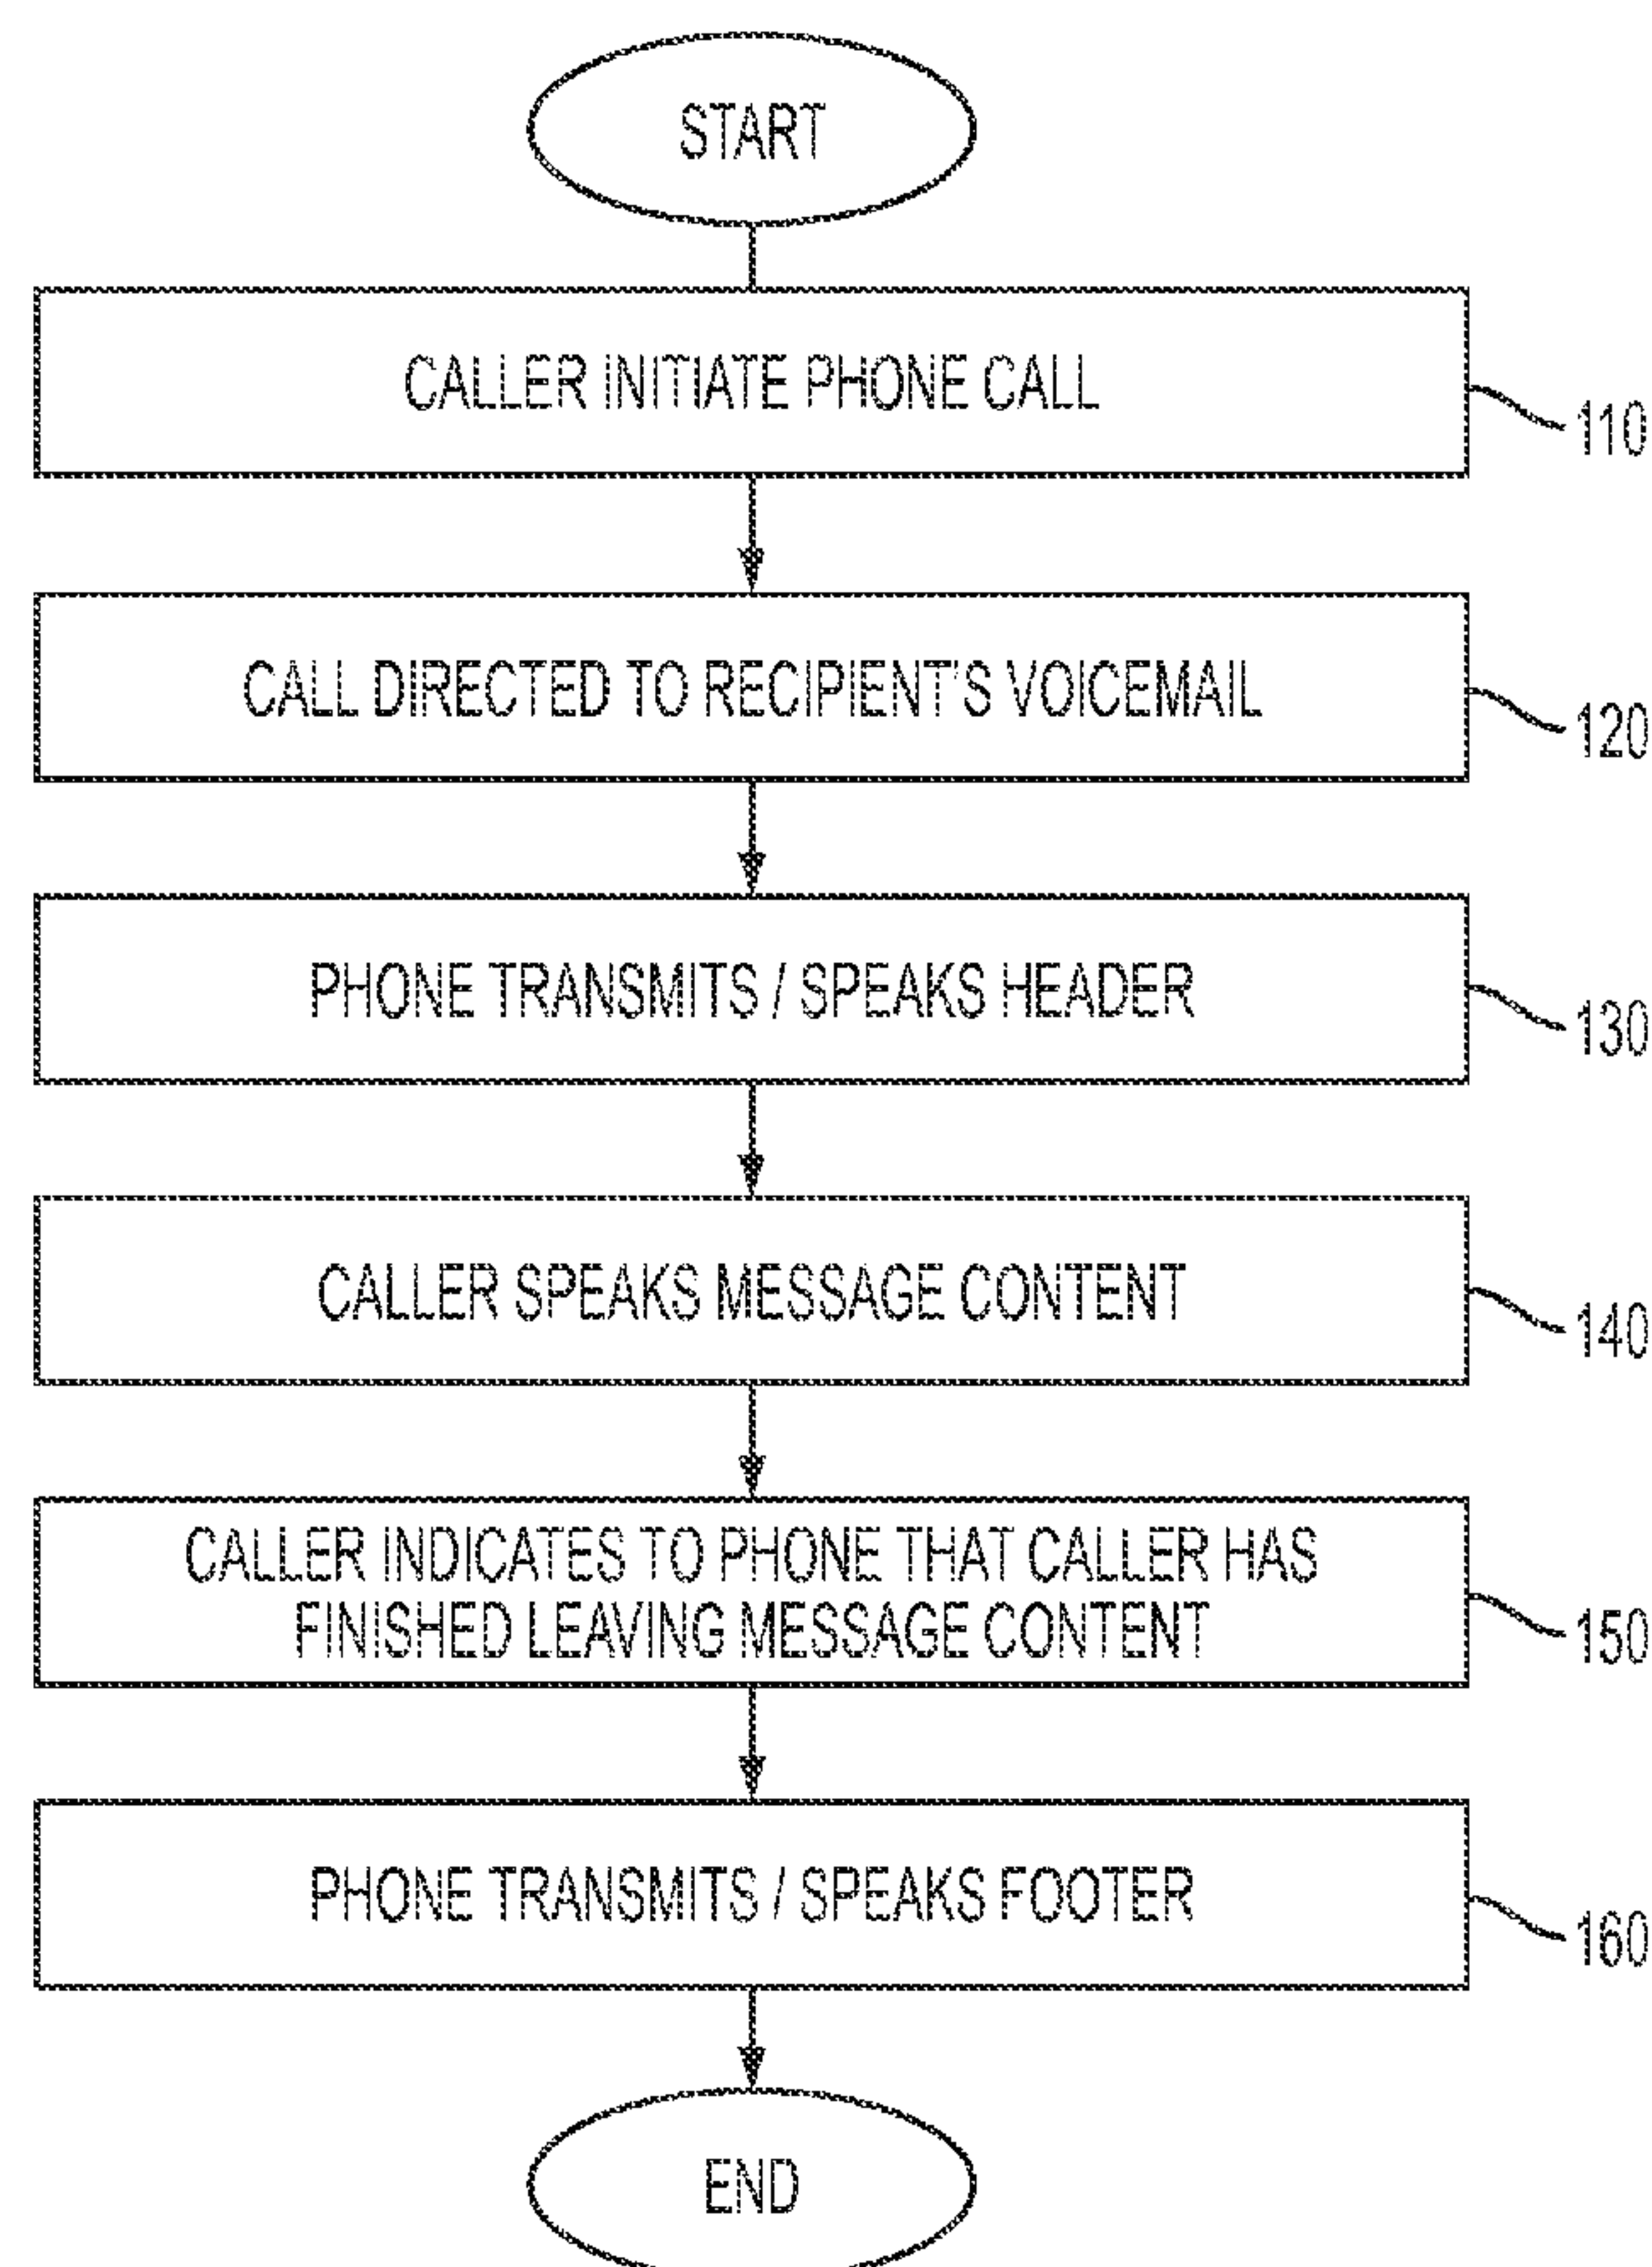 START
CALLER INITIATE PHONE CALL
110
CALL DIRECTED TO RECIPIENT'S VOICEMAIL
120
PHONE TRANSMITS / SPEAKS HEADER
130
CALLER SPEAKS MESSAGE CONTENT
140
CALLER INDICATES TO PHONE THAT CALLER HAS
FINISHED LEAVING MESSAGE CONTENT
150
PHONE TRANSMITS / SPEAKS FOOTER
160
END